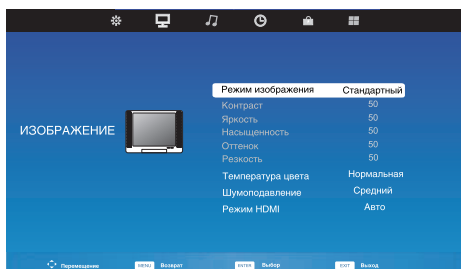 Режим изображения Стандартный
Контраст 50
Яркость 50
Насыщенность 50
Оттенок 50
Резкость 50
ИЗОБРАЖЕНИЕ
Температура цвета Нормальная
Шумоподавление Средний
Режим HDMI Авто
Перемещение MENU Возврат ENTER Выбор EXIT Выход